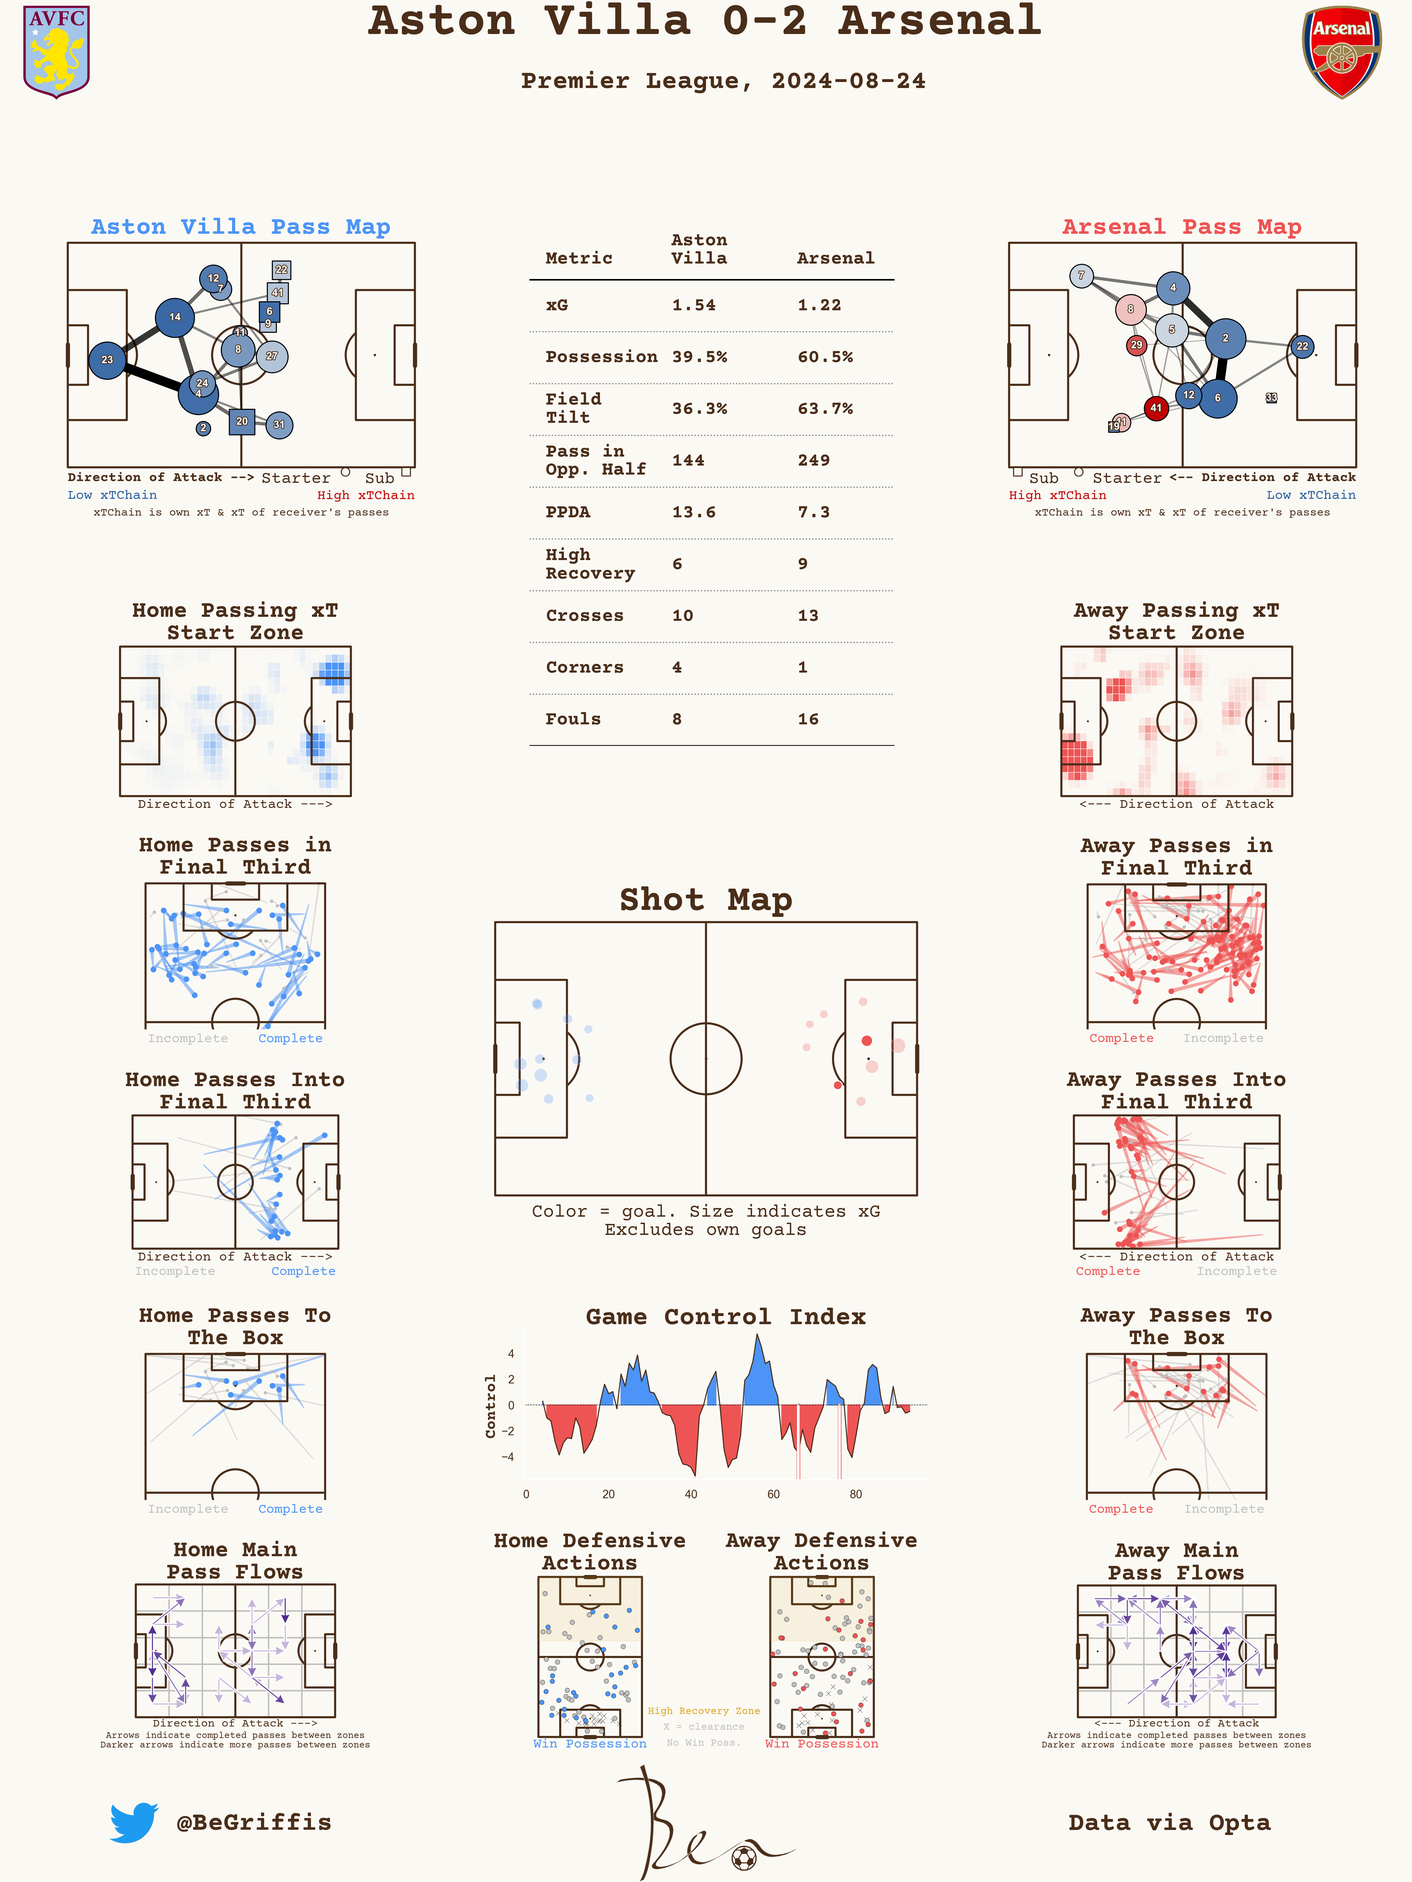 Aston Villa 0-2 Arsenal
Premier League, 2024-08-24
AVFC
Arsenal
Aston Villa Pass Map
12
7
22
41
6
9
14
11
8
27
23
24
4
2
20
31
Direction of Attack --> Starter Sub
Low xTChain High xTChain
xTChain is own xT & xT of receiver's passes
Metric Aston Villa Arsenal
xG 1.54 1.22
Possession 39.5% 60.5%
Field Tilt 36.3% 63.7%
Pass in Opp. Half 144 249
PPDA 13.6 7.3
High Recovery 6 9
Crosses 10 13
Corners 4 1
Fouls 8 16
Arsenal Pass Map
7
4
8
5
29
2
22
12
6
33
41
11
19
Sub Starter <-- Direction of Attack
High xTChain Low xTChain
xTChain is own xT & xT of receiver's passes
Home Passing xT
Start Zone
Direction of Attack --->
Away Passing xT
Start Zone
<--- Direction of Attack
Home Passes in
Final Third
Incomplete Complete
Shot Map
Color = goal. Size indicates xG
Excludes own goals
Away Passes in
Final Third
Complete Incomplete
Home Passes Into
Final Third
Direction of Attack --->
Incomplete Complete
Away Passes Into
Final Third
<--- Direction of Attack
Complete Incomplete
Home Passes To
The Box
Incomplete Complete
Game Control Index
Control
4
2
0
−2
−4
0 20 40 60 80
Away Passes To
The Box
Complete Incomplete
Home Main
Pass Flows
Direction of Attack --->
Arrows indicate completed passes between zones
Darker arrows indicate more passes between zones
Home Defensive
Actions
Win Possession
High Recovery Zone
X = clearance
No Win Poss.
Away Defensive
Actions
Win Possession
Away Main
Pass Flows
<--- Direction of Attack
Arrows indicate completed passes between zones
Darker arrows indicate more passes between zones
@BeGriffis
Ben
Data via Opta